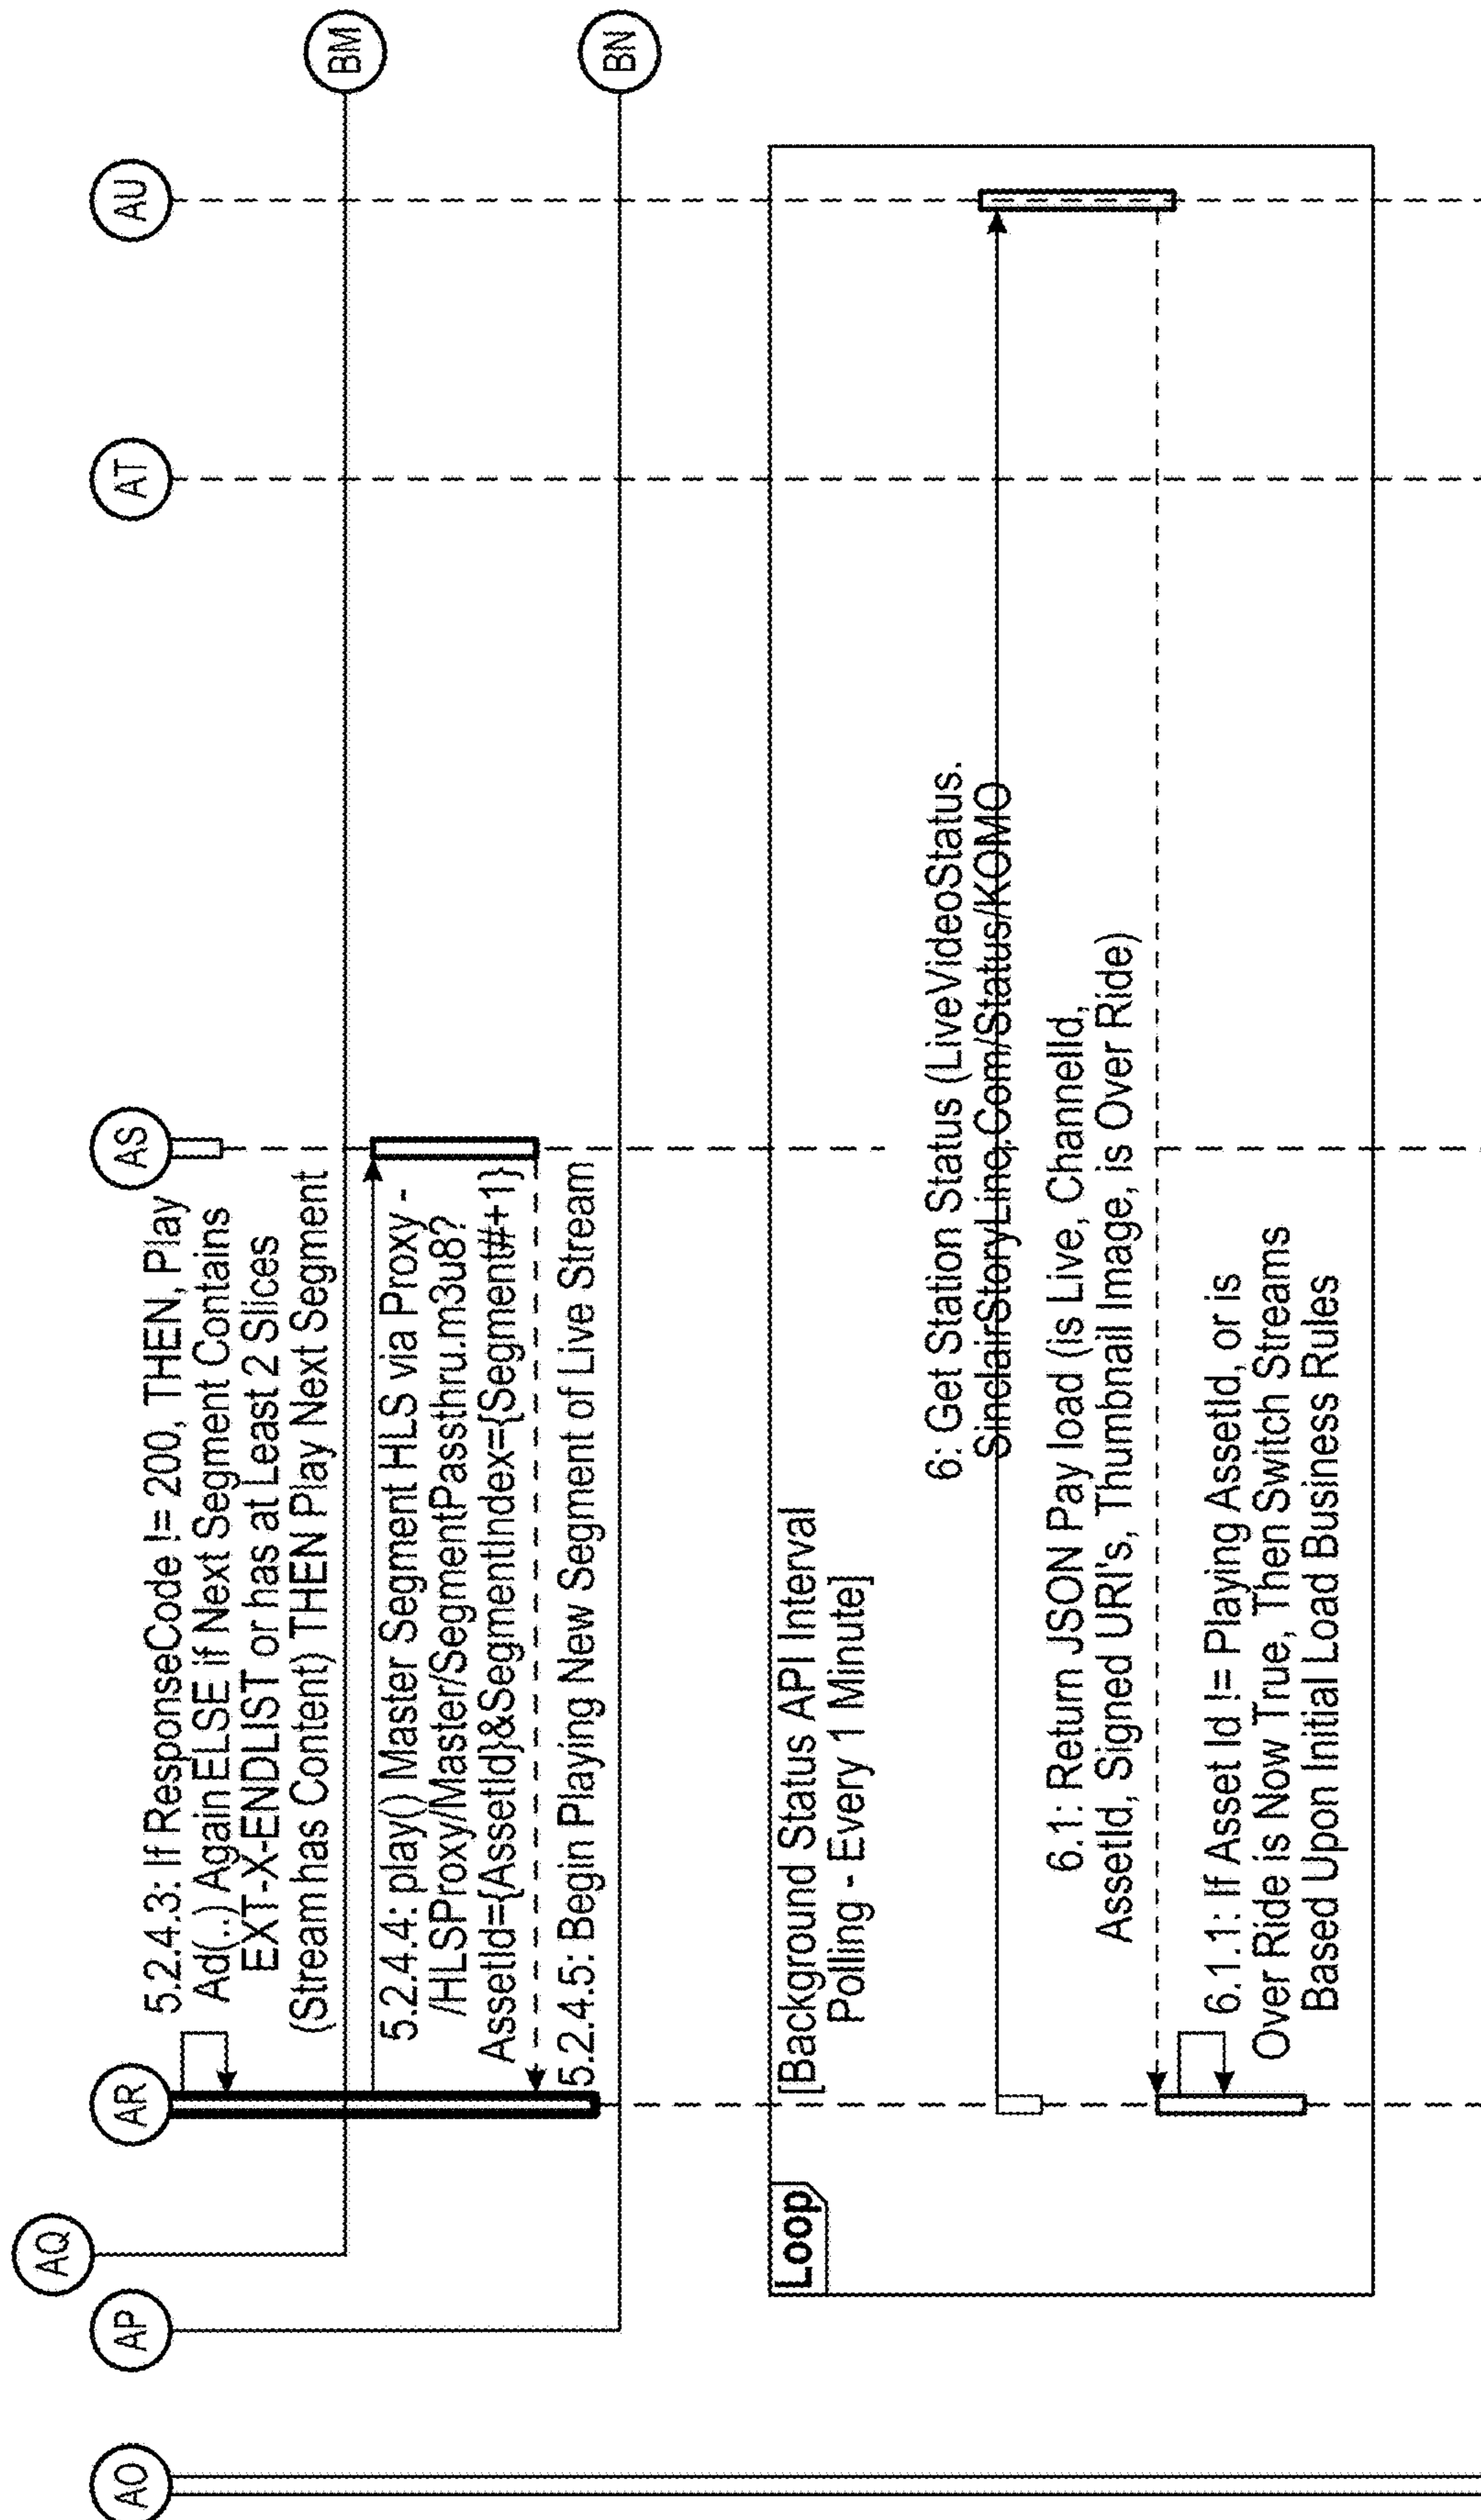 AO
AP
AQ
AR
AS
AT
AU
BM
BN
5.2.4.3: If ResponseCode != 200, THEN, Play
Ad(..) Again ELSE if Next Segment Contains
EXT-X-ENDLIST or has at Least 2 Slices
(Stream has Content) THEN Play Next Segment
5.2.4.4: play() Master Segment HLS via Proxy -
/HLSProxy/Master/SegmentPassthru.m3u8?
AssetId={AssetId}&SegmentIndex={Segment#+1}
5.2.4.5: Begin Playing New Segment of Live Stream
Loop
[Background Status API Interval
Polling - Every 1 Minute]
6: Get Station Status (LiveVideoStatus.
SinclairStoryLine.Com/Status/KOMO
6.1: Return JSON Pay load (is Live, ChannelId,
AssetId, Signed URI's, Thumbnail Image, is Over Ride)
6.1.1: If Asset Id != Playing AssetId, or is
Over Ride is Now True, Then Switch Streams
Based Upon Initial Load Business Rules